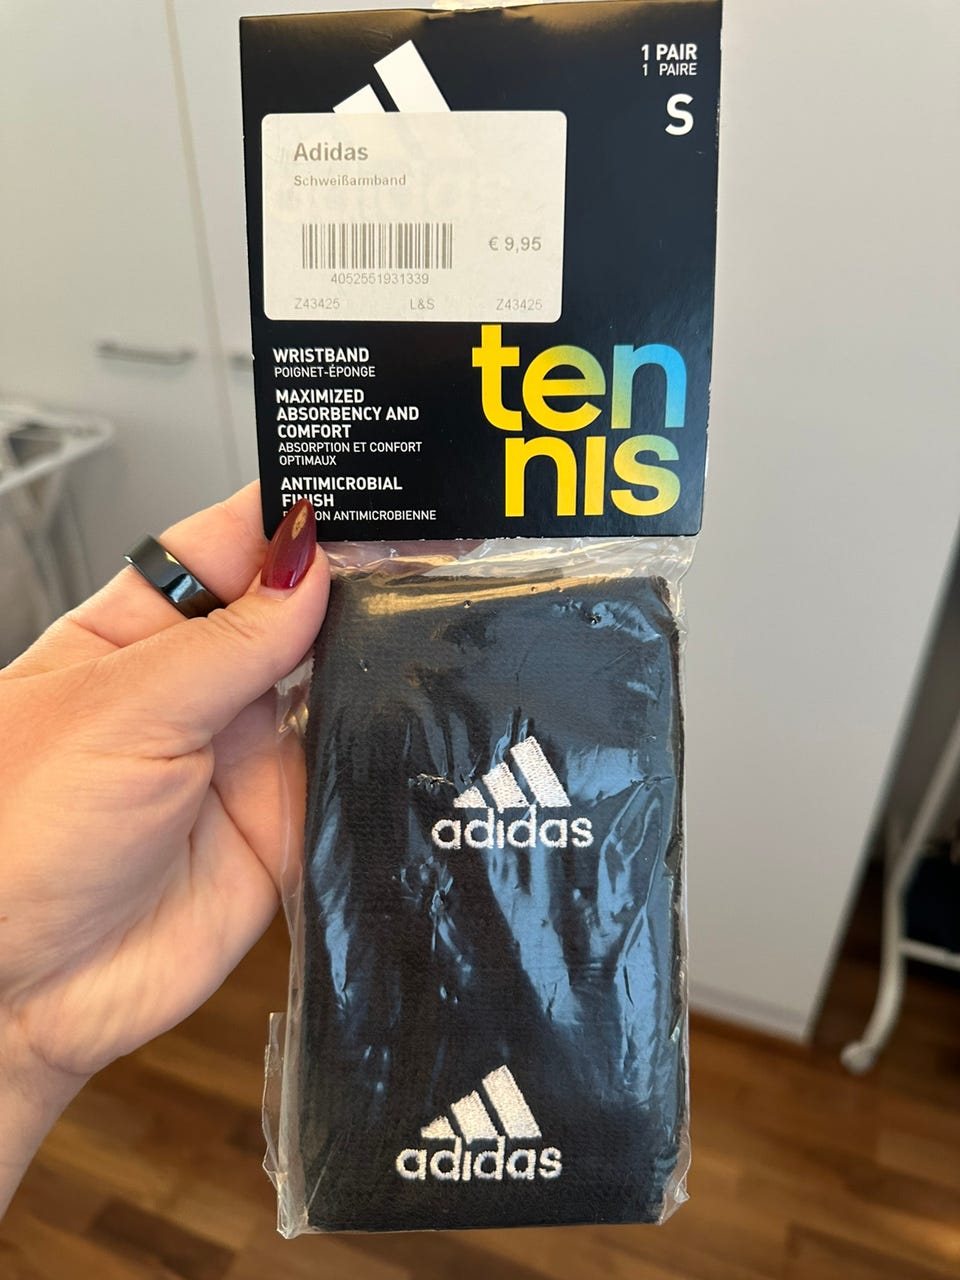 1 PAIR
1 PAIRE
S
Adidas
Schweißarmband
€ 9,95
4052551931339
Z43425 L&S Z43425
WRISTBAND
POIGNET-ÉPONGE
MAXIMIZED
ABSORBENCY AND
COMFORT
ABSORPTION ET CONFORT
OPTIMAUX
ANTIMICROBIAL
FINISH
ON ANTIMICROBIENNE
ten
nis
adidas
adidas